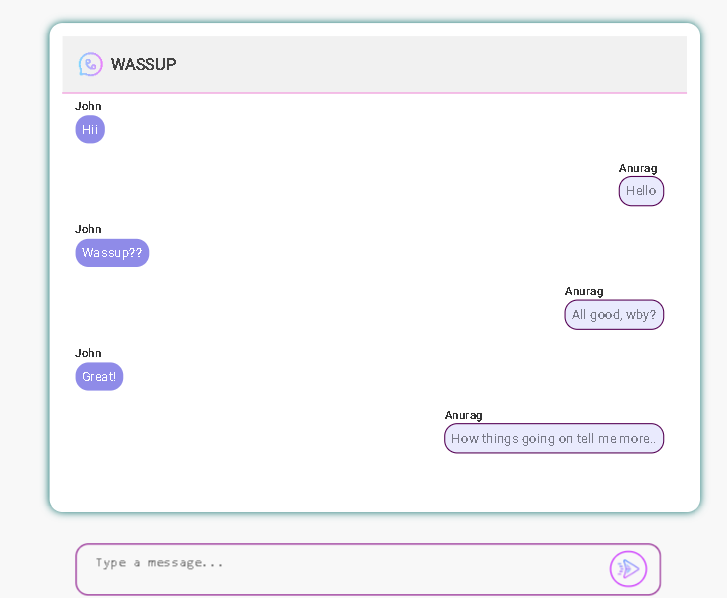 WASSUP
John
Hii
Anurag
Hello
John
Wassup??
Anurag
All good, wby?
John
Great!
Anurag
How things going on tell me more..
Type a message...